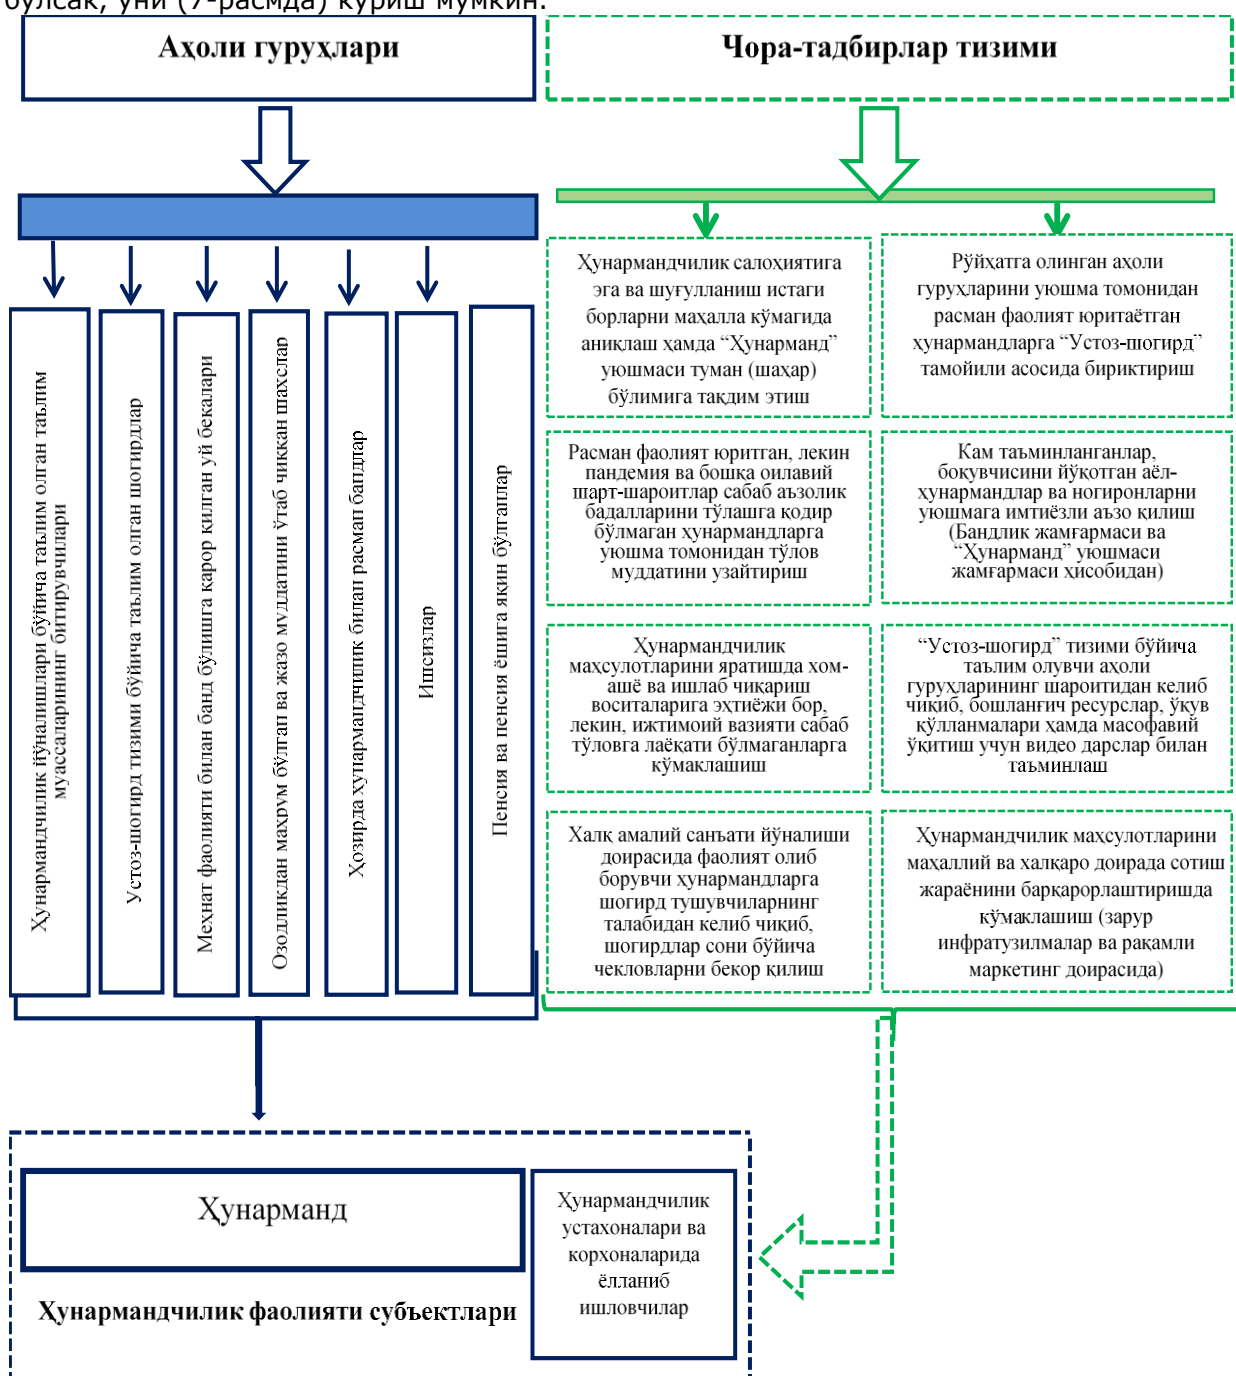 бўлсак, уни (7-расмда) кўриш мумкин.
Аҳоли гуруҳлари
Чора-тадбирлар тизими
Ҳунармандчилик йўналишлари бўйича таълим олган таълим
муассаларининг битирувчилари
Устоз-шогирд тизими бўйича таълим олган шогирдлар
Меҳнат фаолияти билан банд бўлишга қарор қилган уй бекалари
Озодликдан маҳрум бўлган ва жазо муддатини ўтаб чиққан шахслар
Ҳозирда ҳунармандчилик билан расман бандлар
Ишсизлар
Пенсия ва пенсия ёшига яқин бўлганлар
Ҳунармандчилик салоҳиятига
эга ва шуғулланиш истаги
борларни маҳалла кўмагида
аниқлаш ҳамда “Ҳунарманд”
уюшмаси туман (шаҳар)
бўлимига тақдим этиш
Рўйҳатга олинган аҳоли
гуруҳларини уюшма томонидан
расман фаолият юритаётган
ҳунармандларга “Устоз-шогирд”
тамойили асосида бириктириш
Расман фаолият юритган, лекин
пандемия ва бошқа оилавий
шарт-шароитлар сабаб аъзолик
бадалларини тўлашга қодир
бўлмаган ҳунармандларга
уюшма томонидан тўлов
муддатини узайтириш
Кам таъминланганлар,
боқувчисини йўқотган аёл-
ҳунармандлар ва ногиронларни
уюшмага имтиёзли аъзо қилиш
(Бандлик жамғармаси ва
“Ҳунарманд” уюшмаси
жамғармаси ҳисобидан)
Ҳунармандчилик
маҳсулотларини яратишда хом-
ашё ва ишлаб чиқариш
воситаларига эҳтиёжи бор,
лекин, ижтимоий вазияти сабаб
тўловга лаёқати бўлмаганларга
кўмаклашиш
“Устоз-шогирд” тизими бўйича
таълим олувчи аҳоли
гуруҳларининг шароитидан келиб
чиқиб, бошланғич ресурслар, ўқув
қўлланмалари ҳамда масофавий
ўқитиш учун видео дарслар билан
таъминлаш
Халқ амалий санъати йўналиши
доирасида фаолият олиб
борувчи ҳунармандларга
шогирд тушувчиларнинг
талабидан келиб чиқиб,
шогирдлар сони бўйича
чекловларни бекор қилиш
Ҳунармандчилик маҳсулотларини
маҳаллий ва халқаро доирада сотиш
жараёнини барқарорлаштиришда
кўмаклашиш (зарур
инфратузилмалар ва рақамли
маркетинг доирасида)
Ҳунарманд
Ҳунармандчилик
устахоналари ва
корхоналарида
ёлланиб
ишловчилар
Ҳунармандчилик фаолияти субъектлари